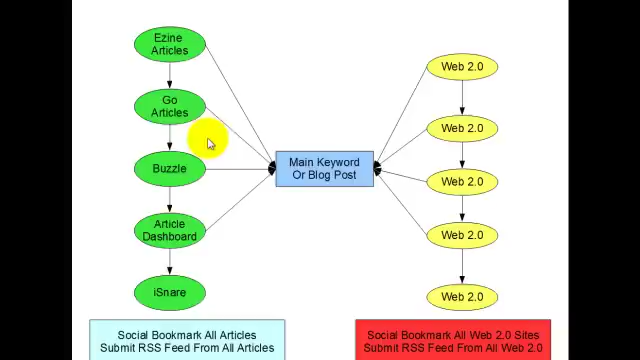 Ezine
Articles
Go
Articles
Buzzle
Article
Dashboard
iSnare
Main Keyword
Or Blog Post
Web 2.0
Web 2.0
Web 2.0
Web 2.0
Web 2.0
Social Bookmark All Articles
Submit RSS Feed From All Articles
Social Bookmark All Web 2.0 Sites
Submit RSS Feed From All Web 2.0